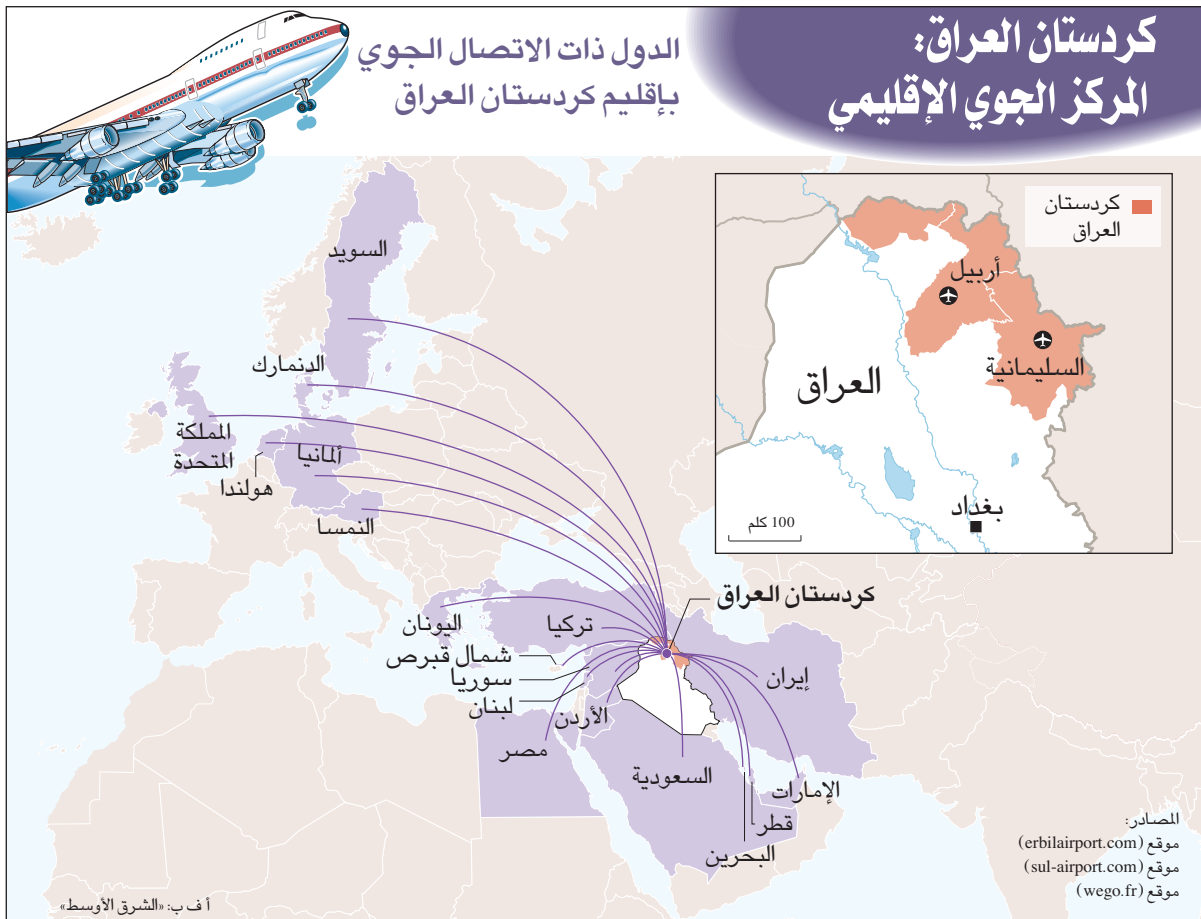 كردستان العراق:
المركز الجوي الإقليمي
الدول ذات الاتصال الجوي
بإقليم كردستان العراق
كردستان
العراق
أربيل
السليمانية
العراق
بغداد
100 كلم
السويد
الدنمارك
المملكة
المتحدة
ألمانيا
هولندا
النمسا
كردستان العراق
اليونان
تركيا
شمال قبرص
سوريا
إيران
لبنان
الأردن
مصر
السعودية
الإمارات
قطر
البحرين
المصادر:
موقع (erbilairport.com)
موقع (sul-airport.com)
موقع (wego.fr)
أ ف ب: «الشرق الأوسط»